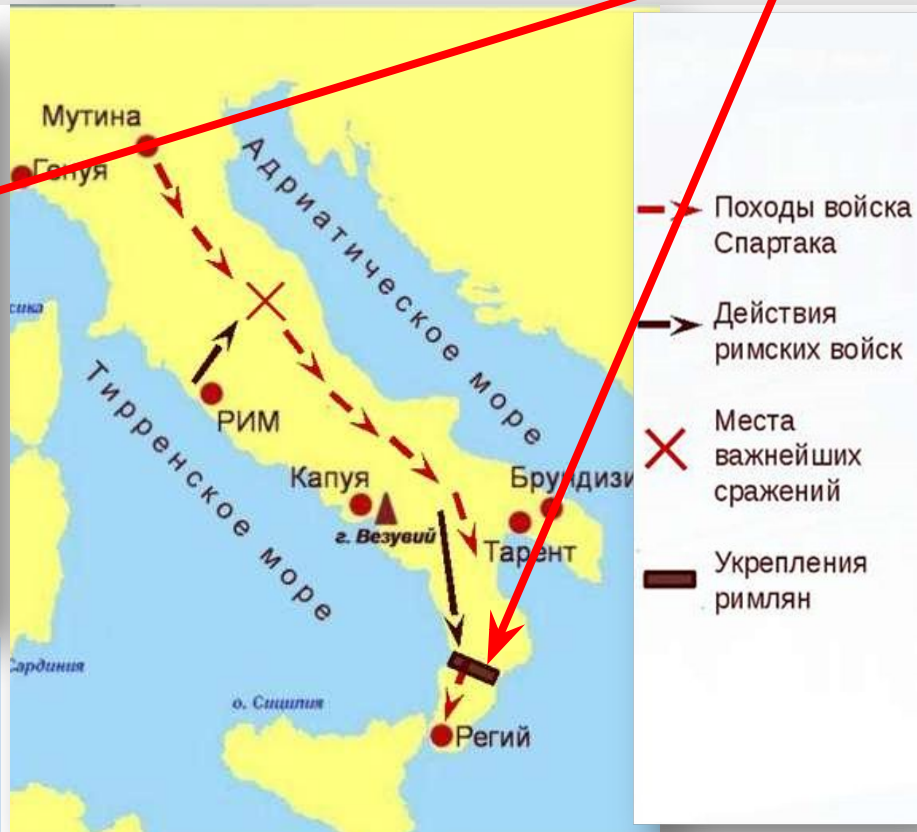 Мутина
Генуя
Адриатическое море
сика
РИМ
Тирренское море
Капуя
г. Везувий
Брундизи
Тарент
Сардиния
о. Сицилия
Регий
Походы войска
Спартака
Действия
римских войск
Места
важнейших
сражений
Укрепления
римлян